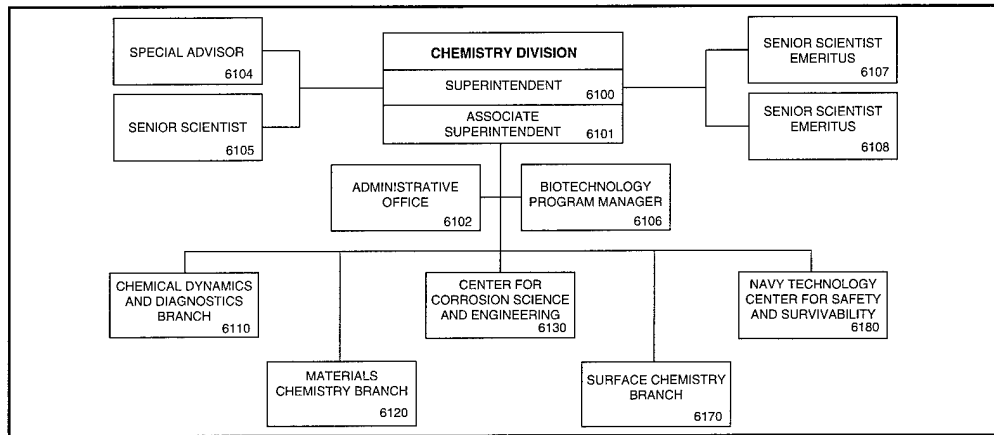 CHEMISTRY DIVISION
SUPERINTENDENT
6100
ASSOCIATE
SUPERINTENDENT
6101
SPECIAL ADVISOR
6104
SENIOR SCIENTIST
6105
SENIOR SCIENTIST
EMERITUS
6107
SENIOR SCIENTIST
EMERITUS
6108
ADMINISTRATIVE
OFFICE
6102
BIOTECHNOLOGY
PROGRAM MANAGER
6106
CHEMICAL DYNAMICS
AND DIAGNOSTICS
BRANCH
6110
CENTER FOR
CORROSION SCIENCE
AND ENGINEERING
6130
NAVY TECHNOLOGY
CENTER FOR SAFETY
AND SURVIVABILITY
6180
MATERIALS
CHEMISTRY BRANCH
6120
SURFACE CHEMISTRY
BRANCH
6170